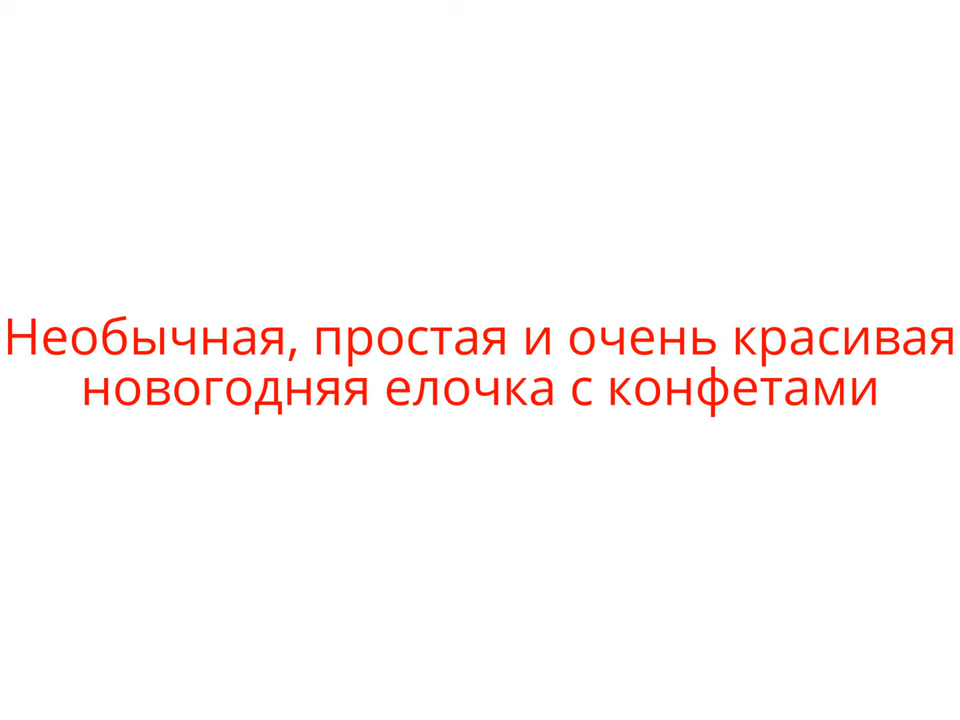 Необычная, простая и очень красивая
новогодняя елочка с конфетами